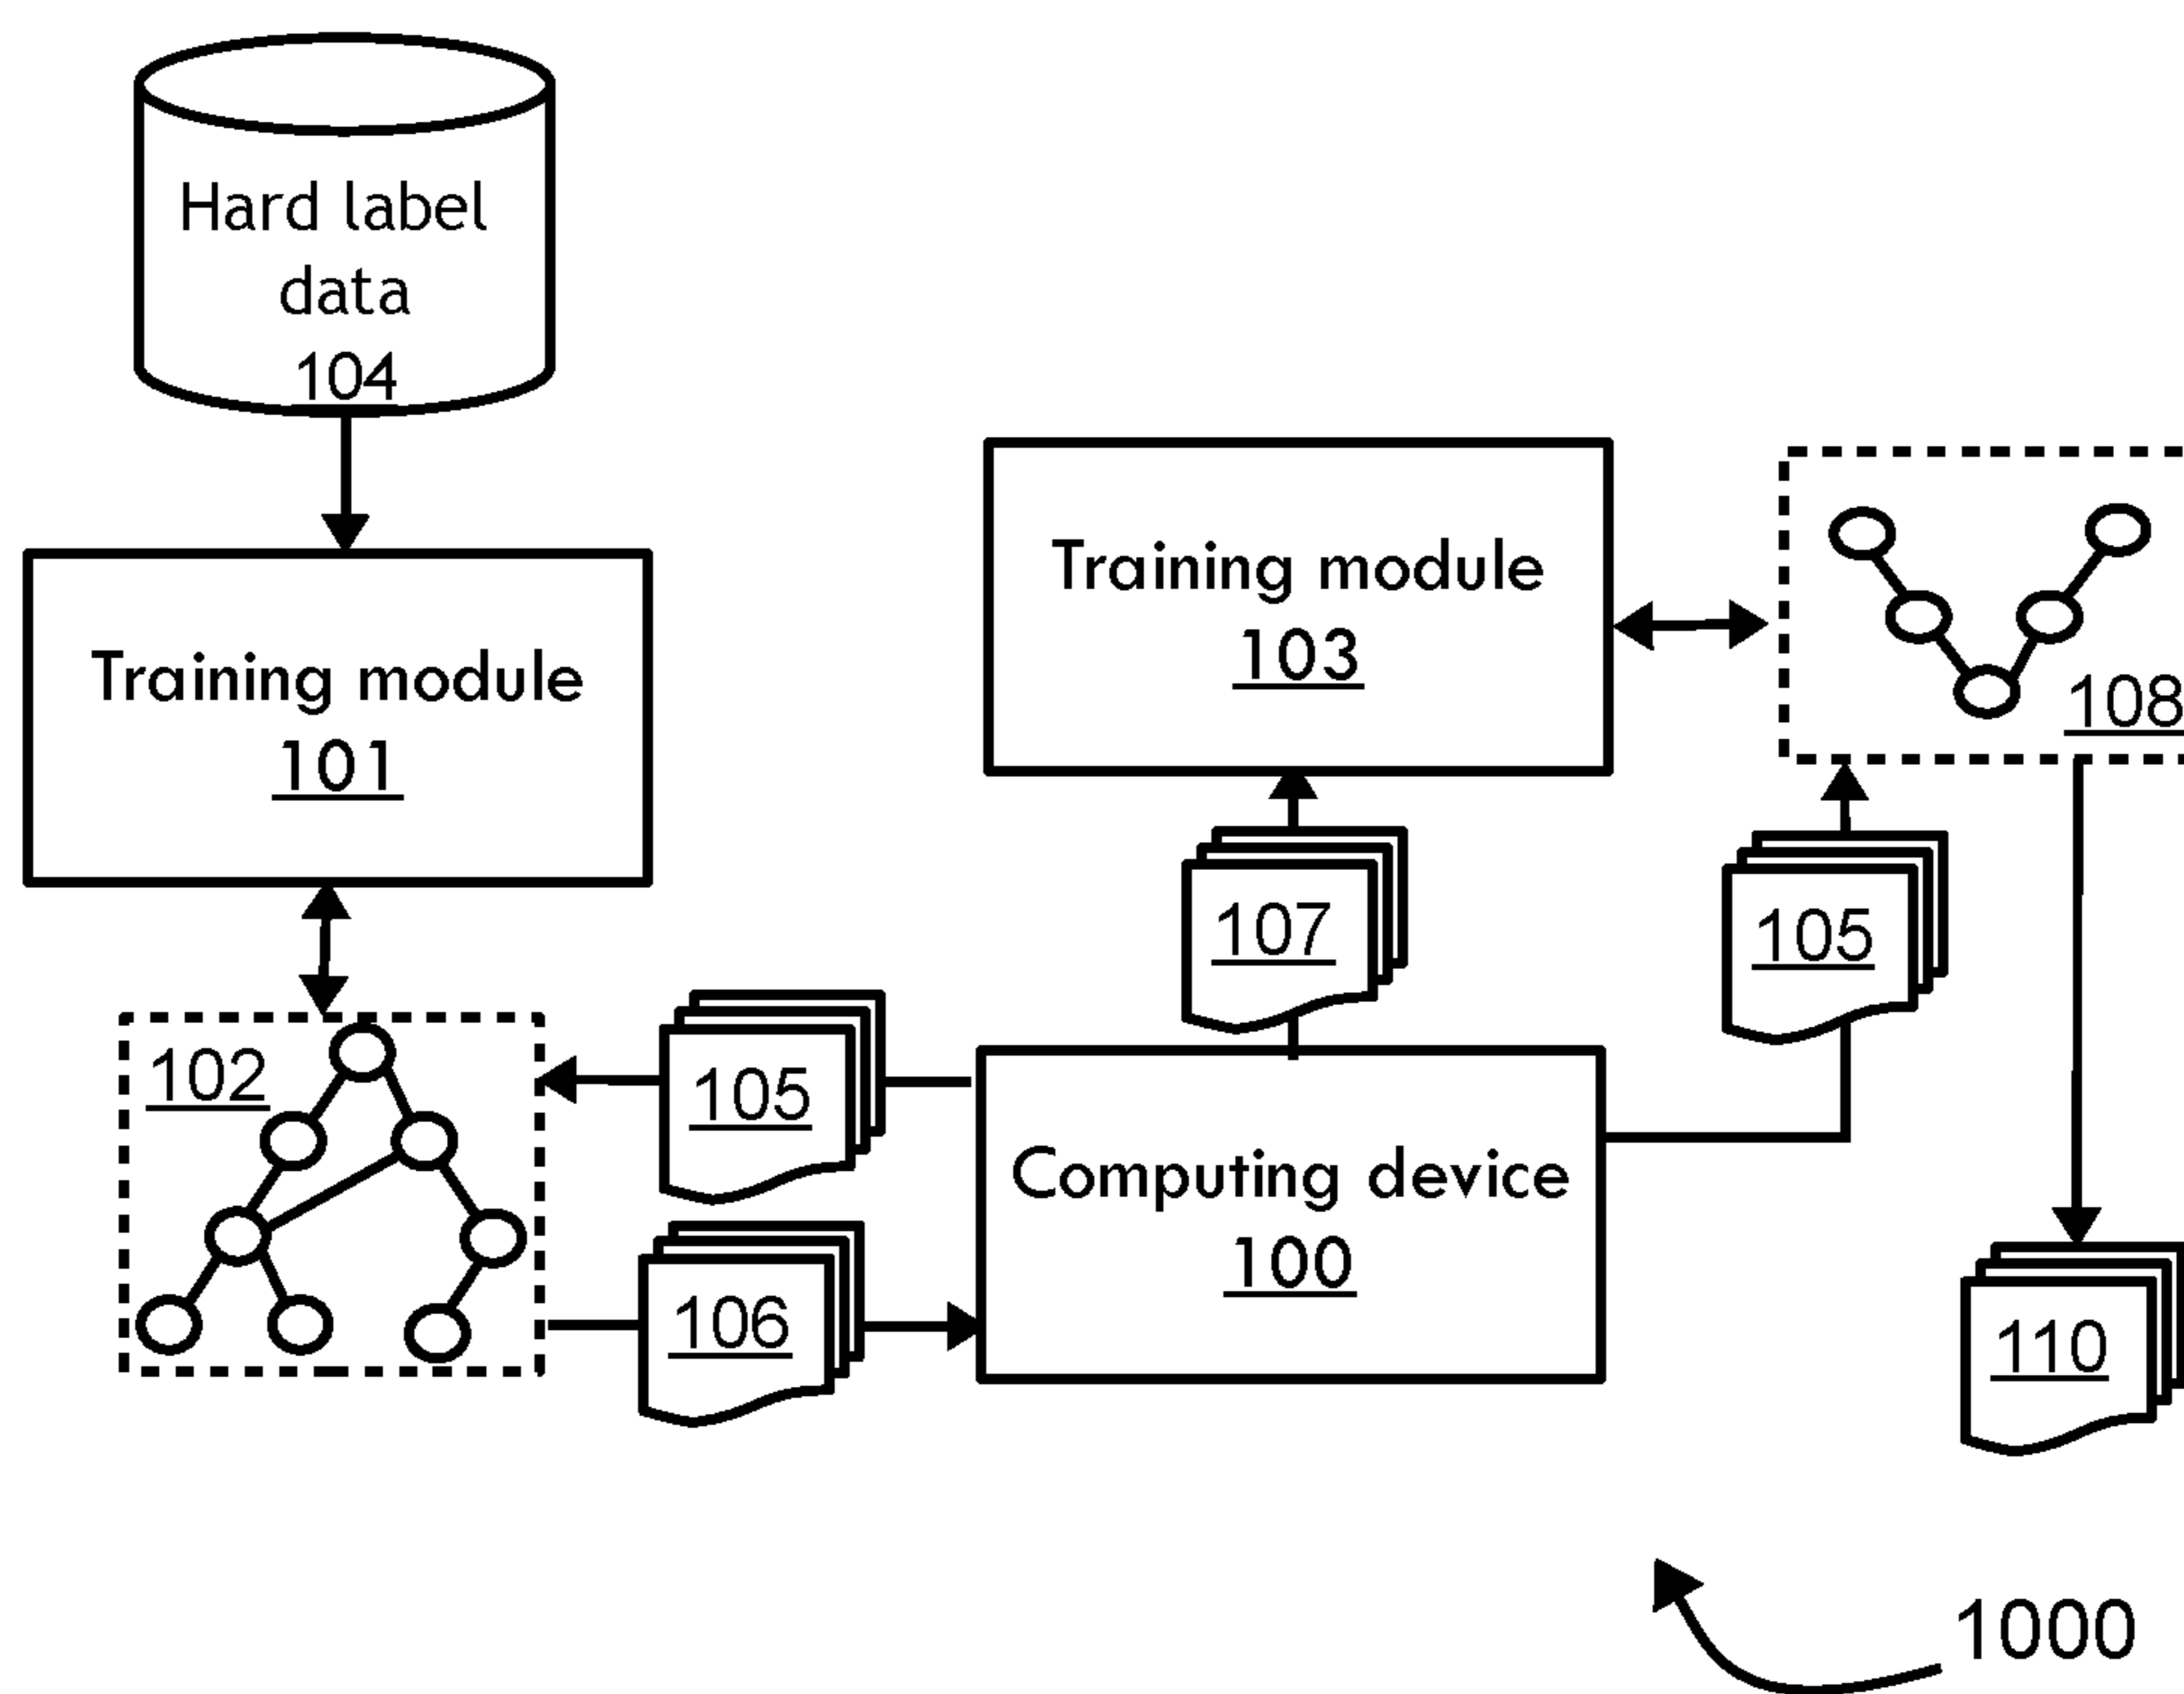 Hard label
data
104
Training module
101
Training module
103
108
107
105
102
105
Computing device
100
106
110
1000